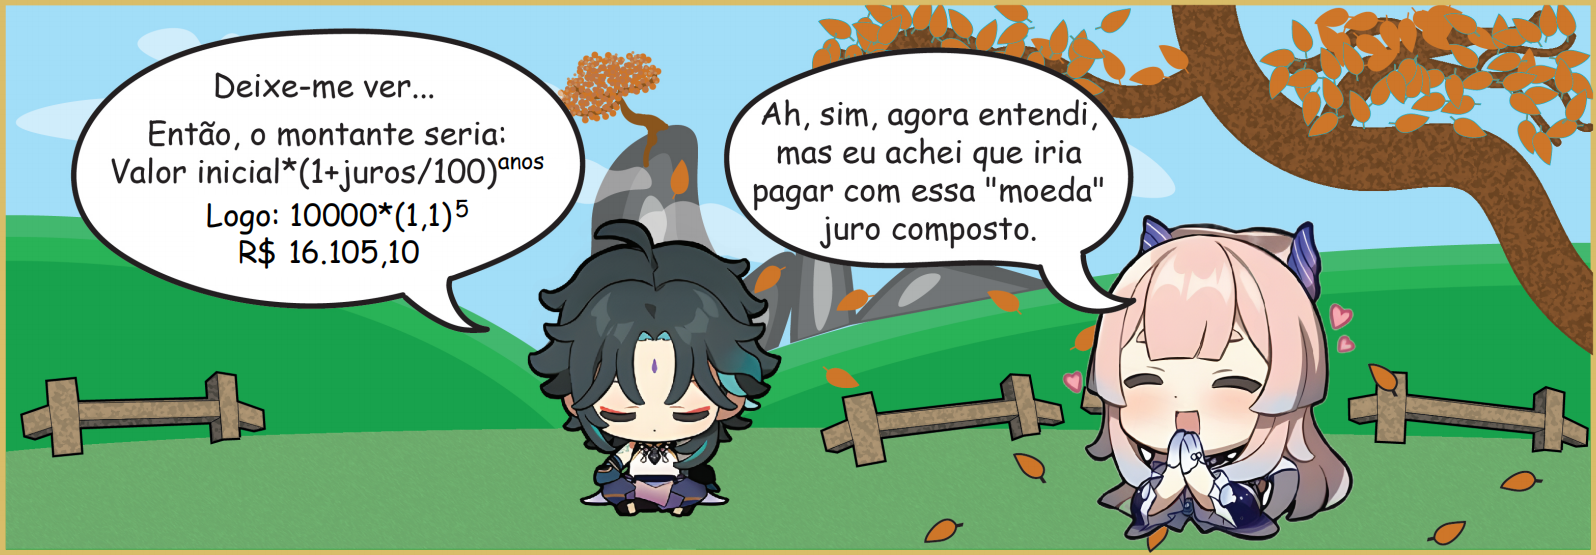 Deixe-me ver...
Então, o montante seria:
Valor inicial*(1+juros/100)^anos
Logo: 10000*(1,1)^5
R$ 16.105,10
Ah, sim, agora entendi,
mas eu achei que iria
pagar com essa "moeda"
juro composto.